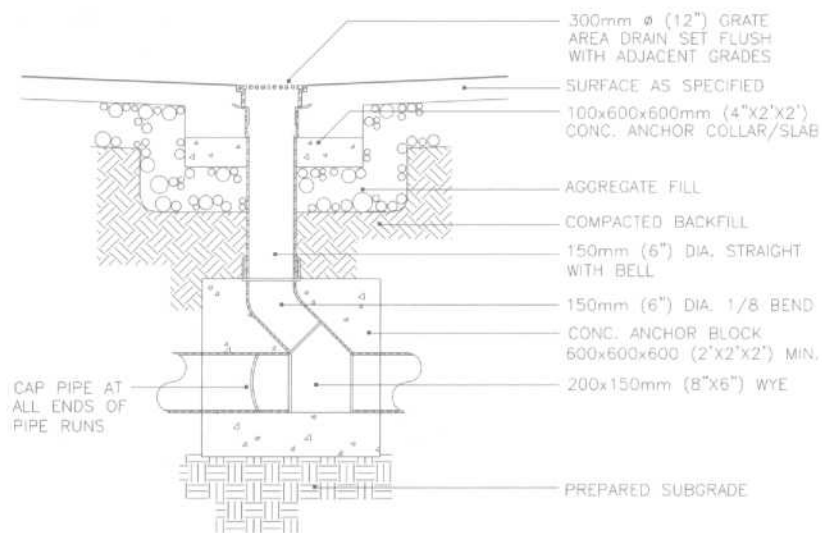 300mm ø (12") GRATE
AREA DRAIN SET FLUSH
WITH ADJACENT GRADES
SURFACE AS SPECIFIED
100x600x600mm (4"X2'X2')
CONC. ANCHOR COLLAR/SLAB
AGGREGATE FILL
COMPACTED BACKFILL
150mm (6") DIA. STRAIGHT
WITH BELL
150mm (6") DIA. 1/8 BEND
CONC. ANCHOR BLOCK
600x600x600 (2'X2'X2') MIN.
200x150mm (8"X6") WYE
CAP PIPE AT
ALL ENDS OF
PIPE RUNS
PREPARED SUBGRADE